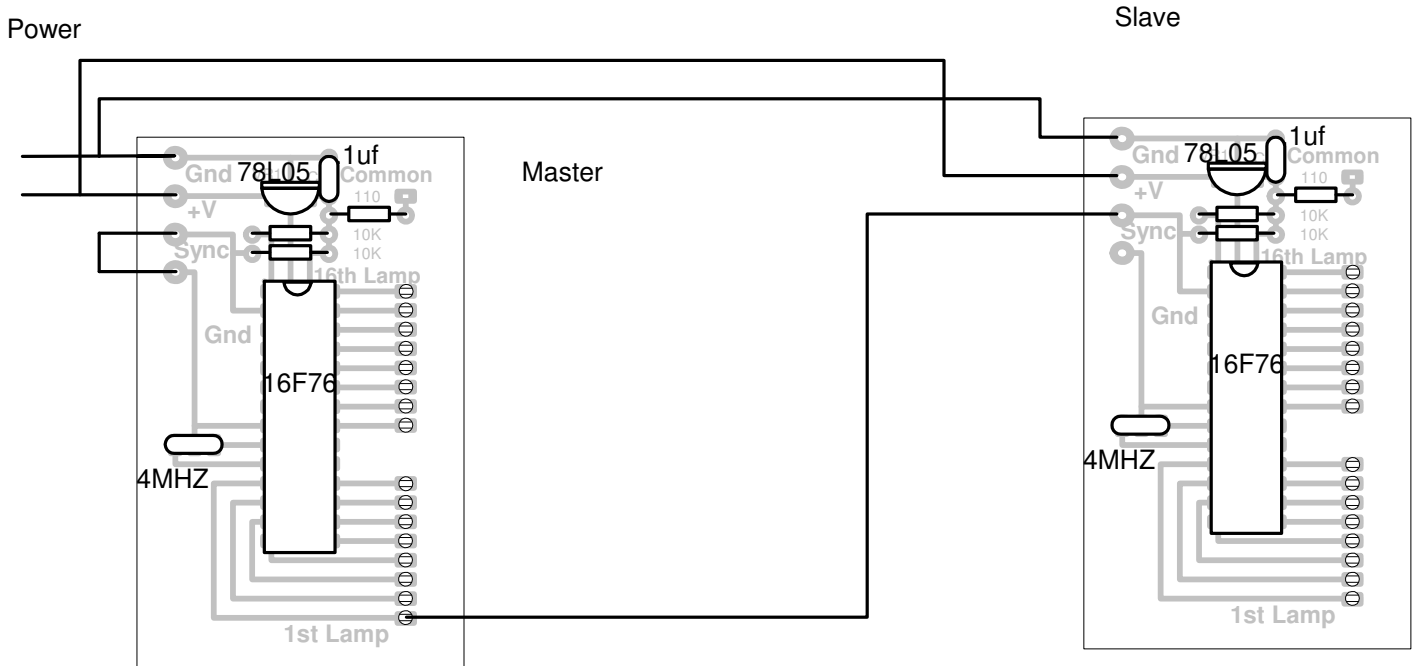 Power
Slave
Master
1uf
78L05
Gnd
Common
110
+V
10K
Sync
10K
16th Lamp
Gnd
16F76
4MHZ
1st Lamp
1uf
78L05
Gnd
Common
110
+V
10K
Sync
10K
16th Lamp
Gnd
16F76
4MHZ
1st Lamp